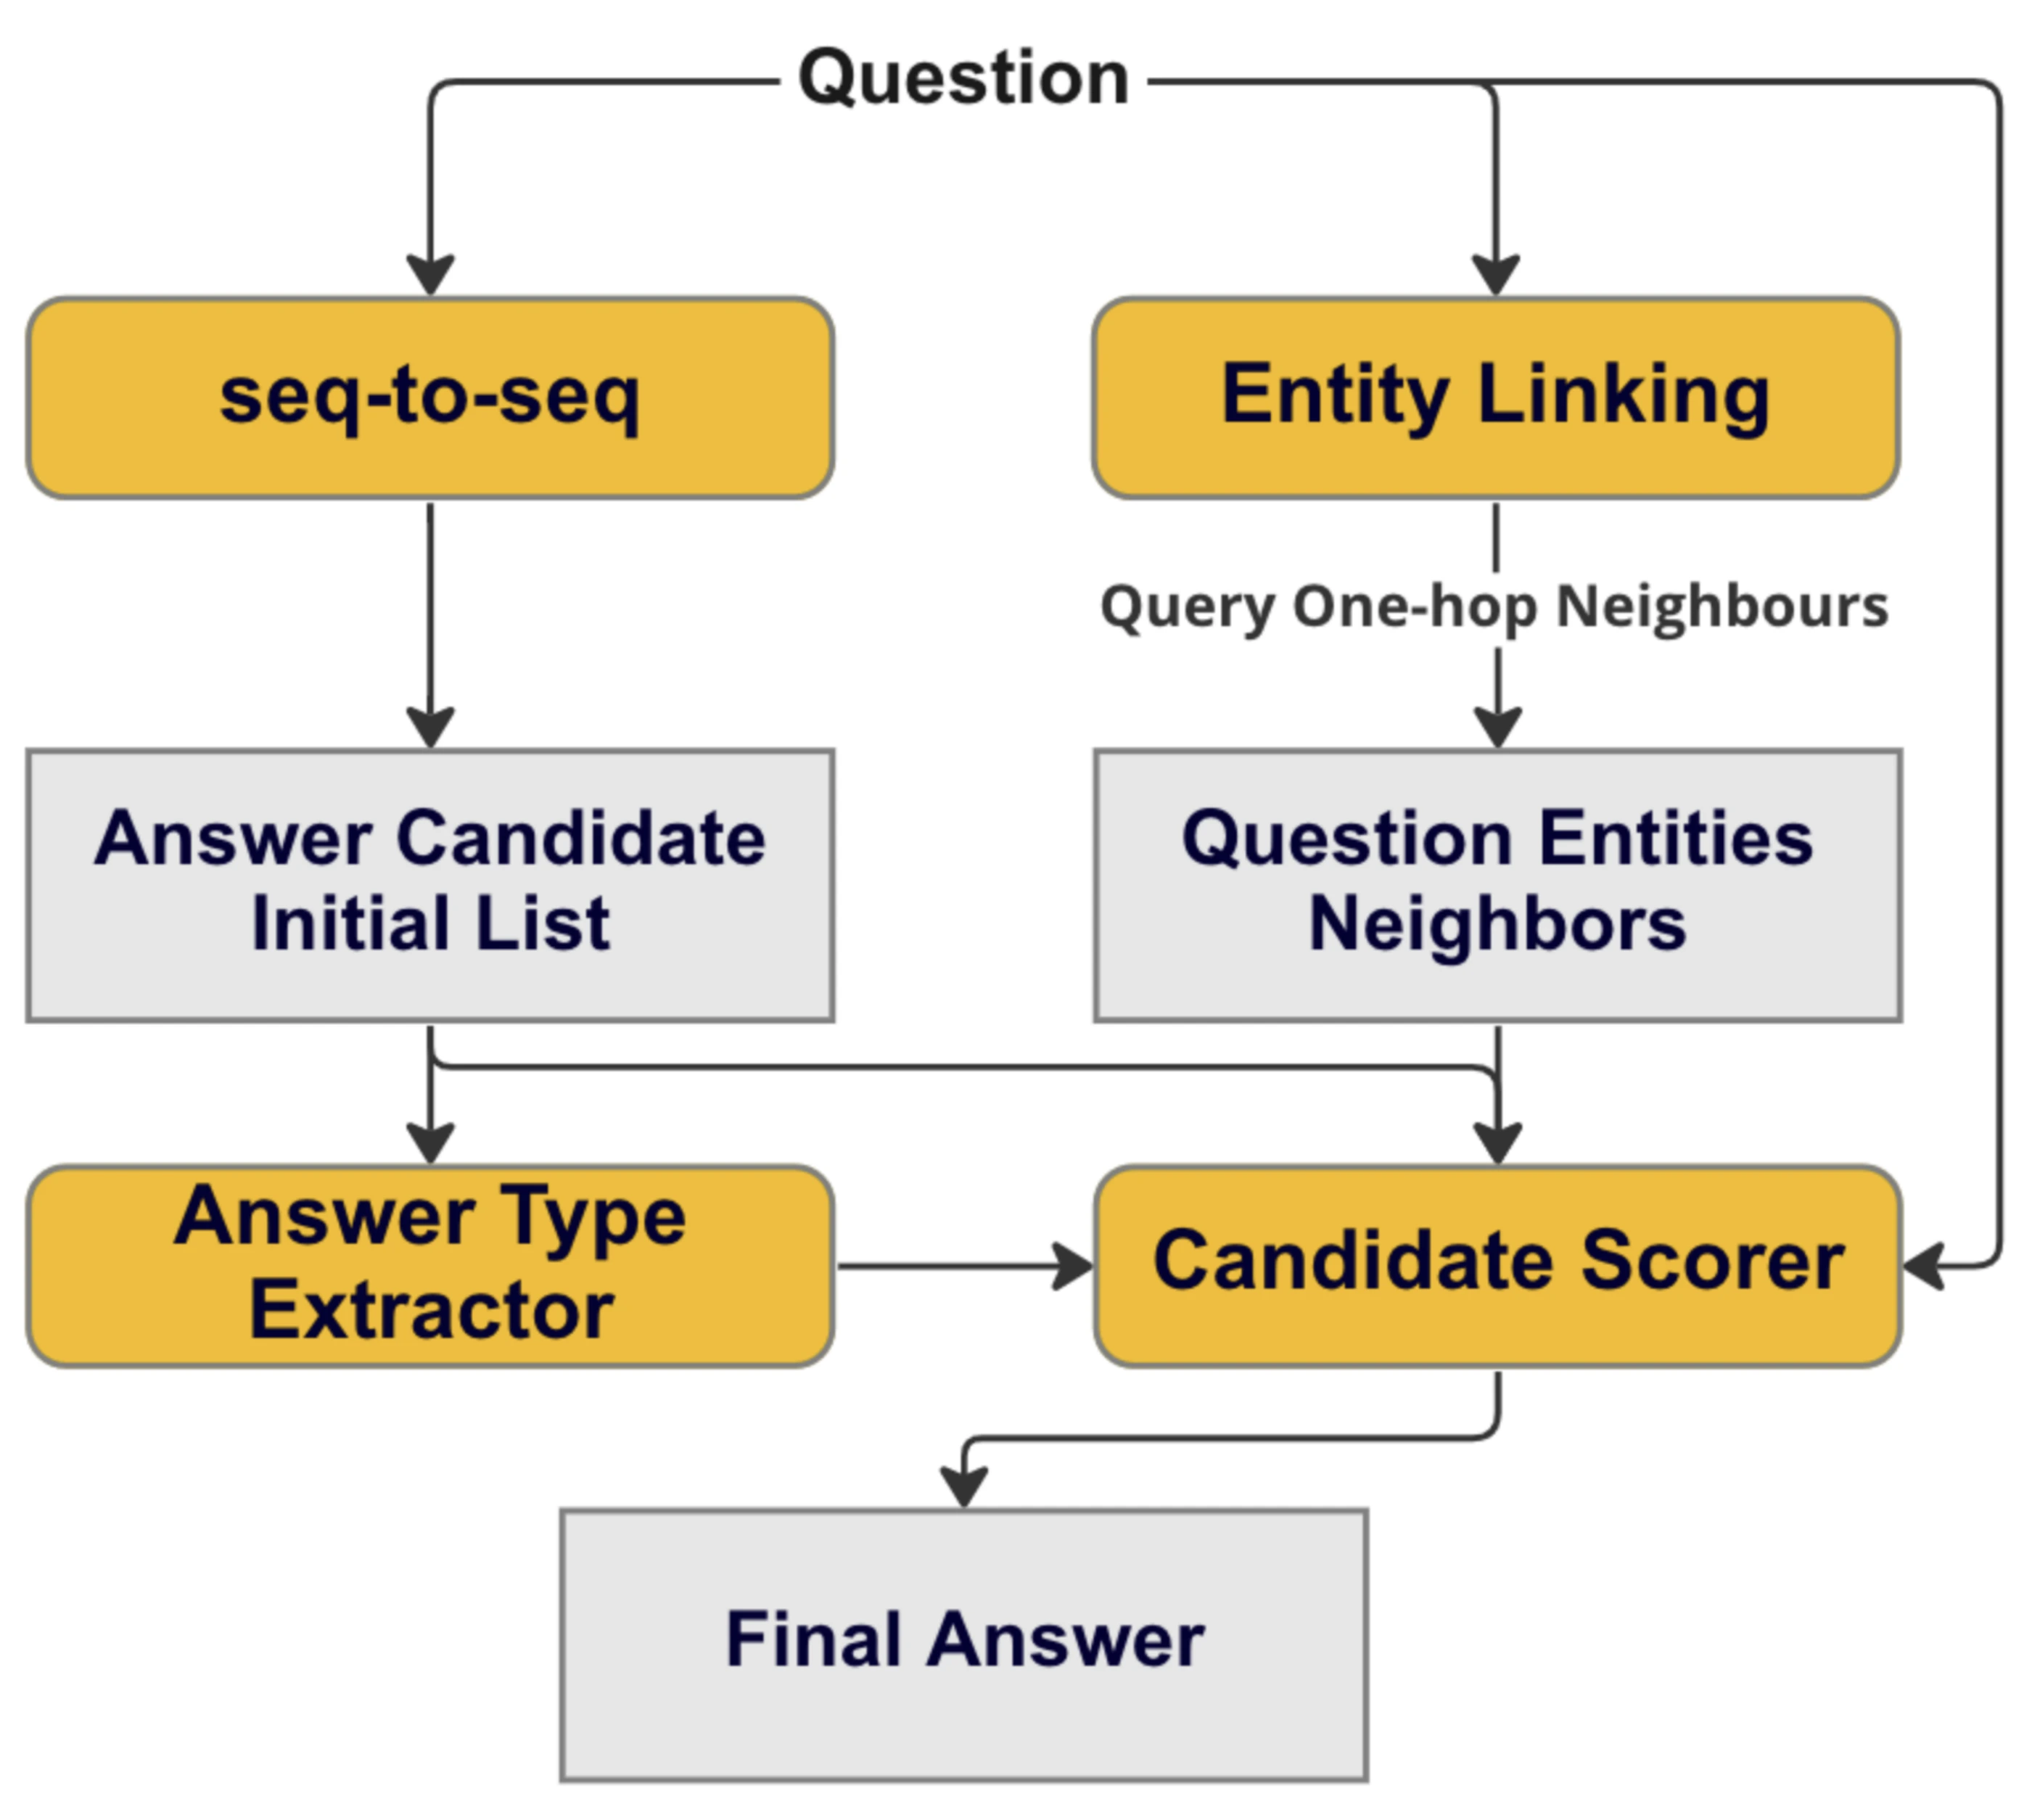 Question
seq-to-seq
Entity Linking
Query One-hop Neighbours
Answer Candidate
Initial List
Question Entities
Neighbors
Answer Type
Extractor
Candidate Scorer
Final Answer